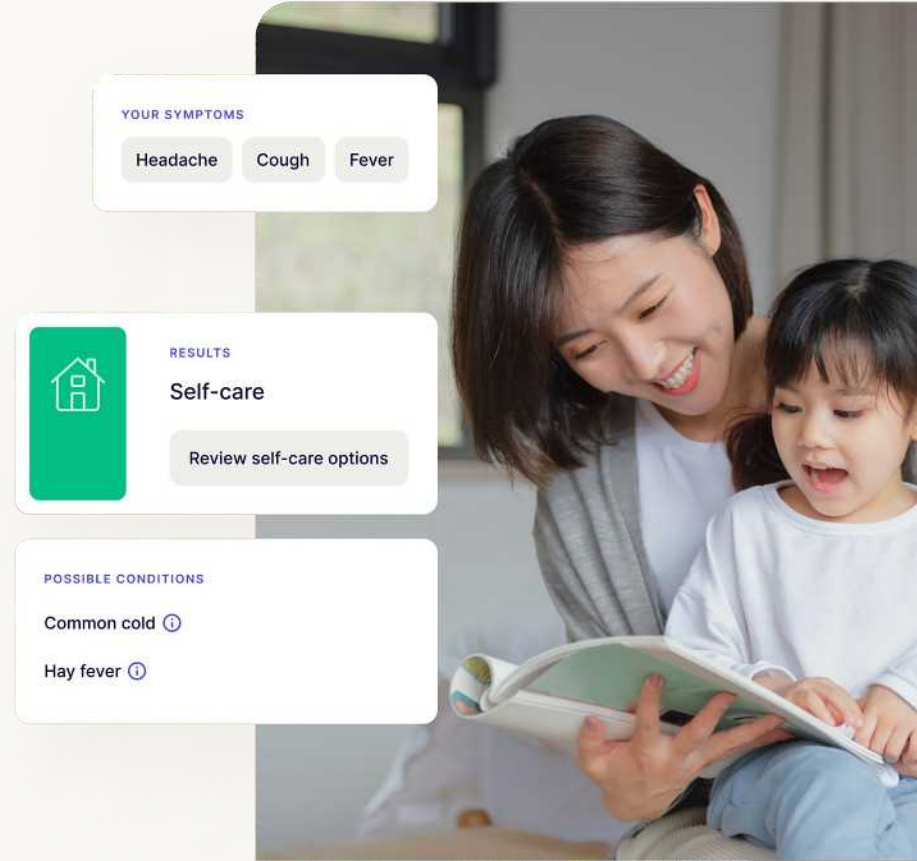 YOUR SYMPTOMS
Headache Cough Fever
RESULTS
Self-care
Review self-care options
POSSIBLE CONDITIONS
Common cold
Hay fever